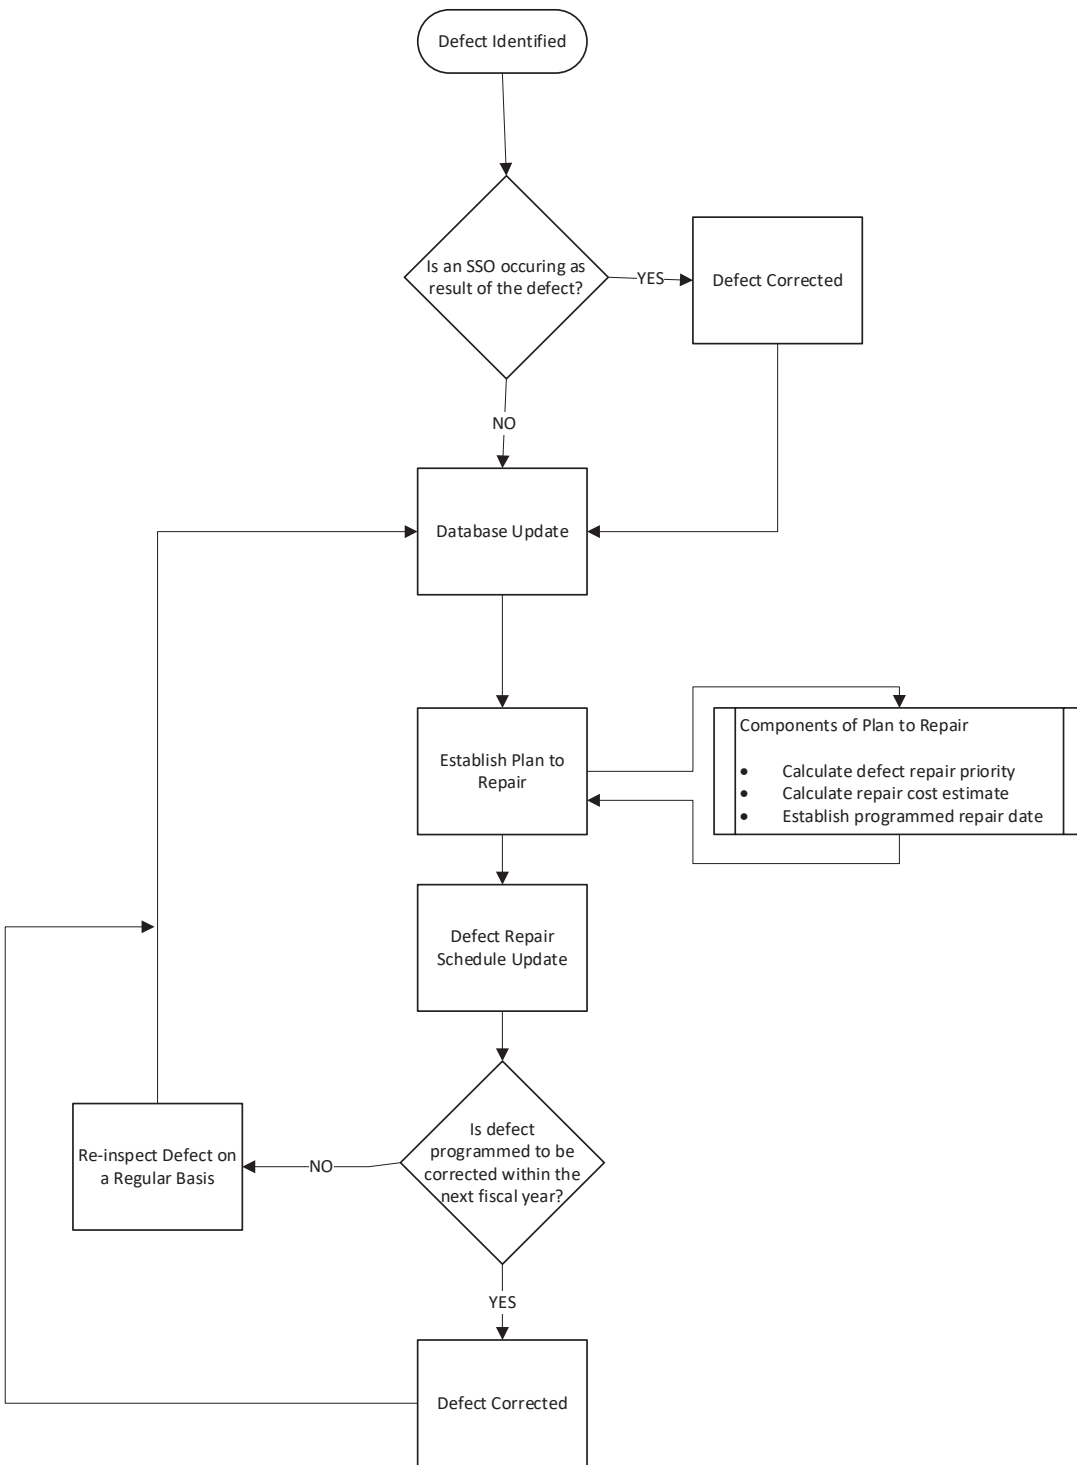 Defect Identified
Is an SSO occuring as
result of the defect?
YES
Defect Corrected
NO
Database Update
Establish Plan to
Repair
Components of Plan to Repair
• Calculate defect repair priority
• Calculate repair cost estimate
• Establish programmed repair date
Defect Repair
Schedule Update
Is defect
programmed to be
corrected within the
next fiscal year?
NO
Re-inspect Defect on
a Regular Basis
YES
Defect Corrected